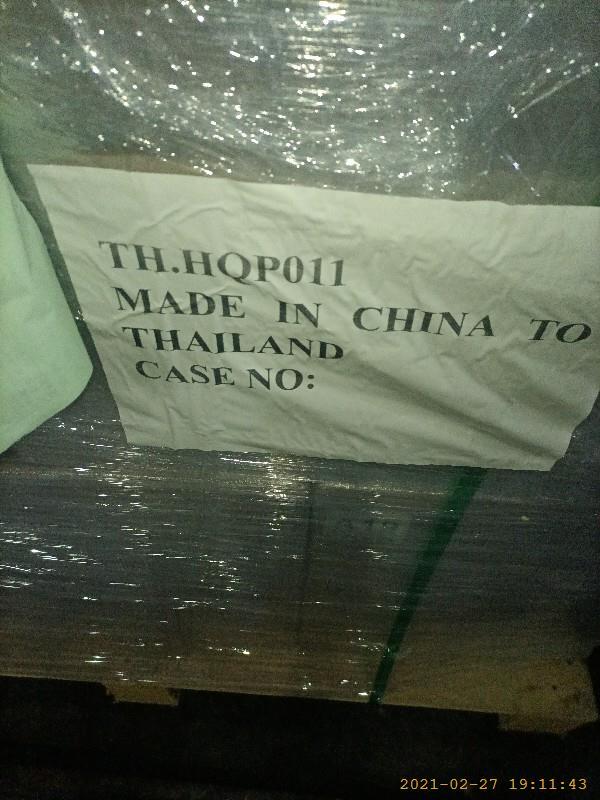 TH.HQP011
MADE IN CHINA TO
THAILAND
CASE NO:
2021-02-27 19:11:43